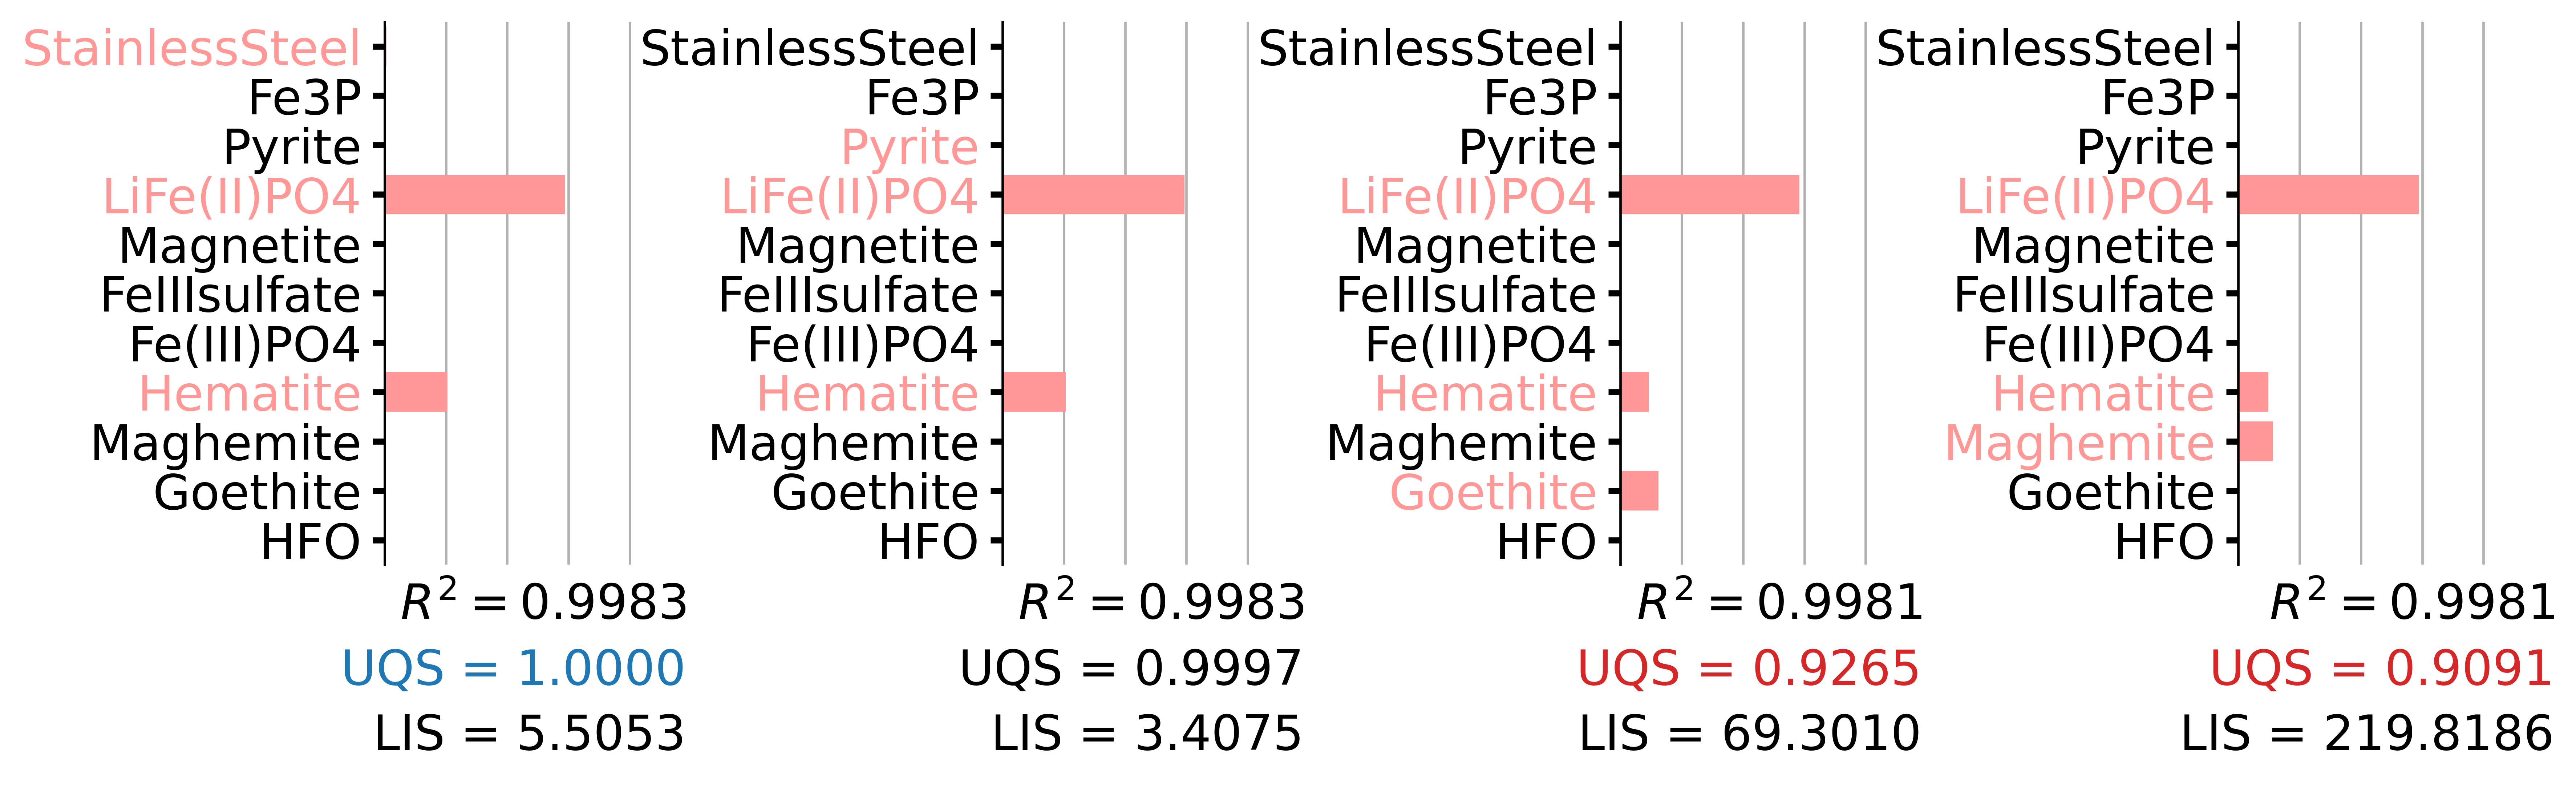 StainlessSteel
Fe3P
Pyrite
LiFe(II)PO4
Magnetite
FeIIIsulfate
Fe(III)PO4
Hematite
Maghemite
Goethite
HFO
R² = 0.9983
UQS = 1.0000
LIS = 5.5053
StainlessSteel
Fe3P
Pyrite
LiFe(II)PO4
Magnetite
FeIIIsulfate
Fe(III)PO4
Hematite
Maghemite
Goethite
HFO
R² = 0.9983
UQS = 0.9997
LIS = 3.4075
StainlessSteel
Fe3P
Pyrite
LiFe(II)PO4
Magnetite
FeIIIsulfate
Fe(III)PO4
Hematite
Maghemite
Goethite
HFO
R² = 0.9981
UQS = 0.9265
LIS = 69.3010
StainlessSteel
Fe3P
Pyrite
LiFe(II)PO4
Magnetite
FeIIIsulfate
Fe(III)PO4
Hematite
Maghemite
Goethite
HFO
R² = 0.9981
UQS = 0.9091
LIS = 219.8186